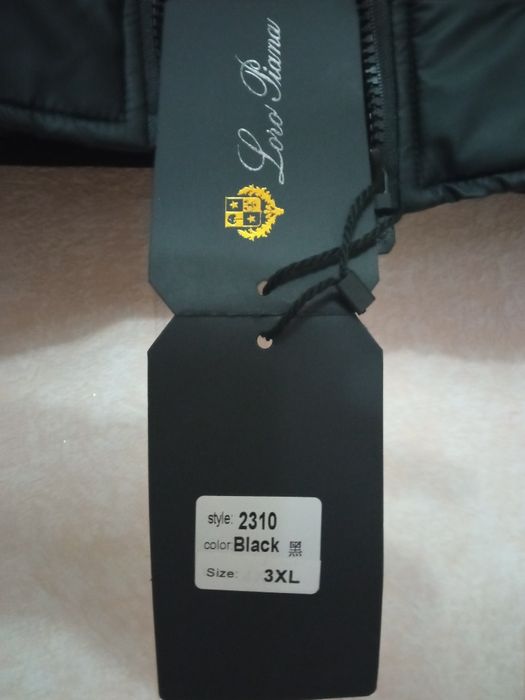 Loro Piana
style: 2310
color Black 黑
Size: 3XL